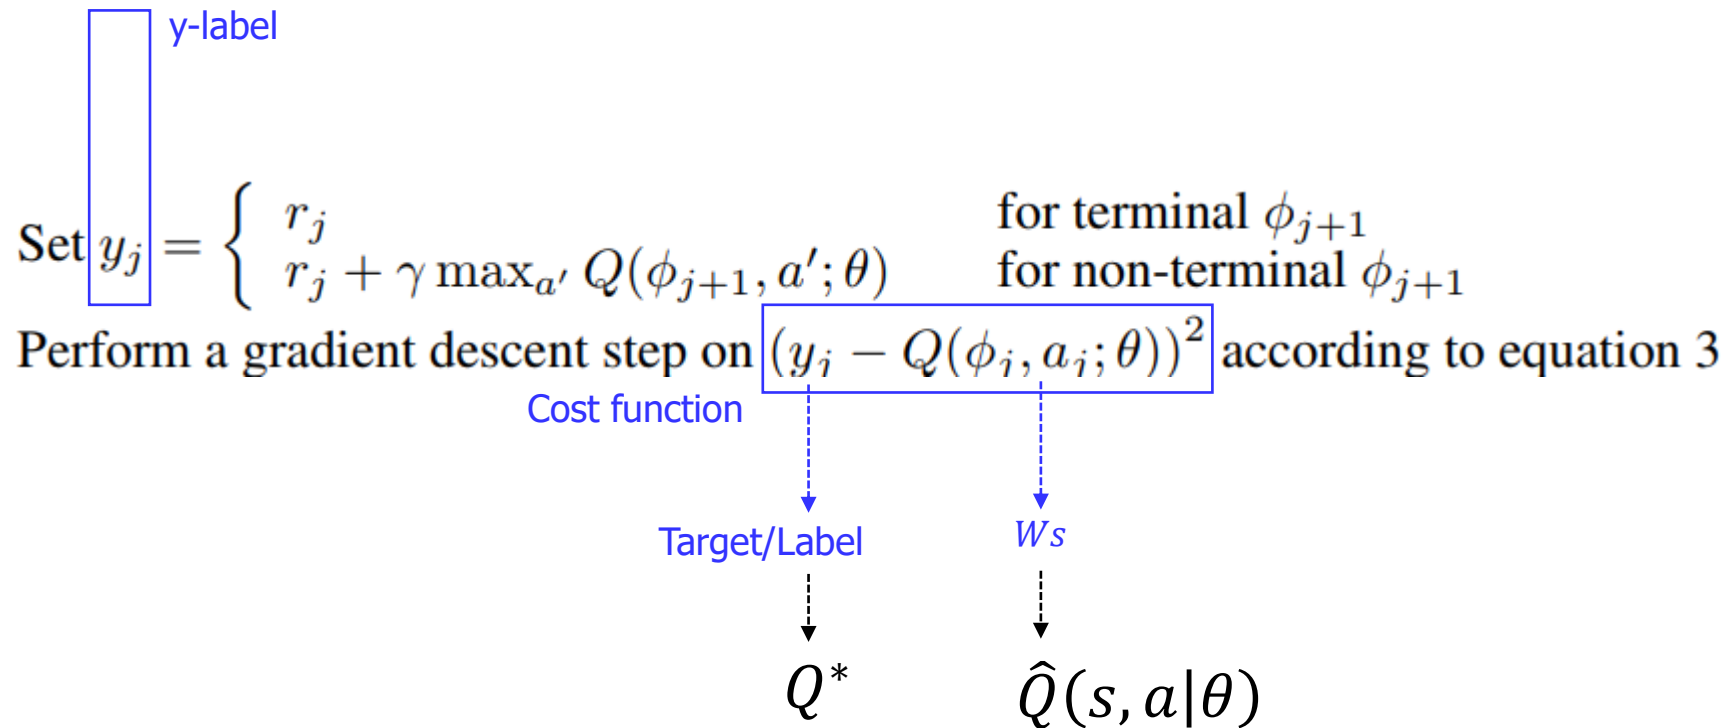 y-label
Set y_j = { r_j for terminal ϕ_{j+1}
r_j + γ max_{a'} Q(ϕ_{j+1}, a'; θ) for non-terminal ϕ_{j+1}
Perform a gradient descent step on (y_j − Q(ϕ_j, a_j; θ))² according to equation 3
Cost function
Target/Label Ws
Q* Q̂(s, a|θ)